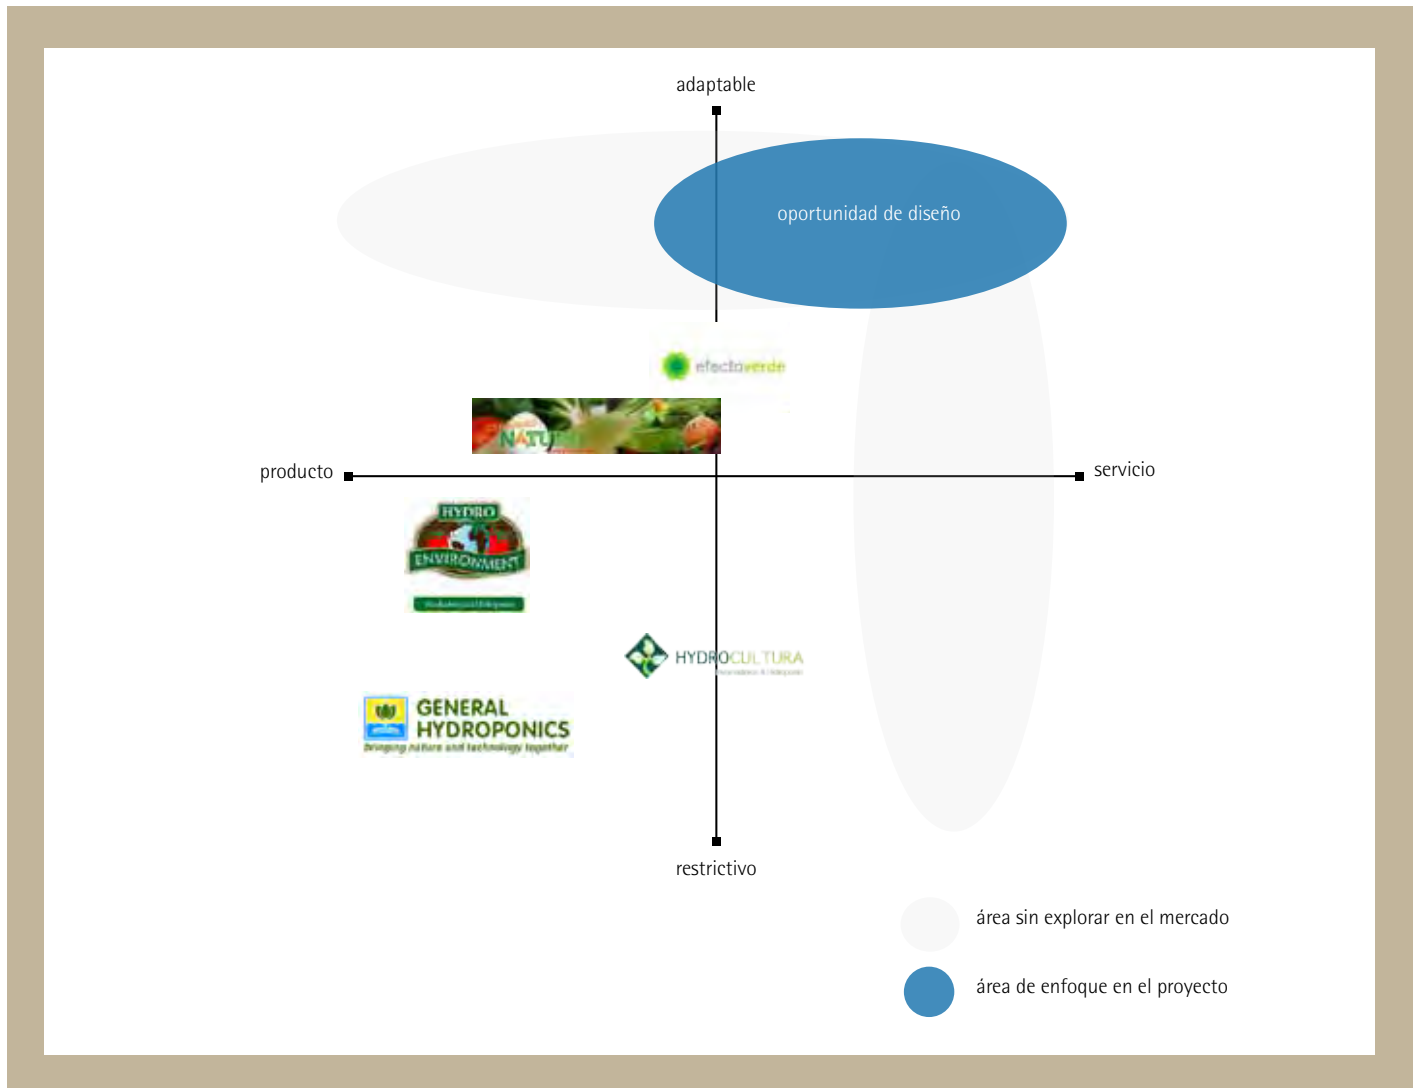 adaptable
oportunidad de diseño
efectoverde
NATU
producto
servicio
HYDRO
ENVIRONMENT
HYDROCULTURA
GENERAL
HYDROPONICS
bringing nature and technology together
restrictivo
área sin explorar en el mercado
área de enfoque en el proyecto